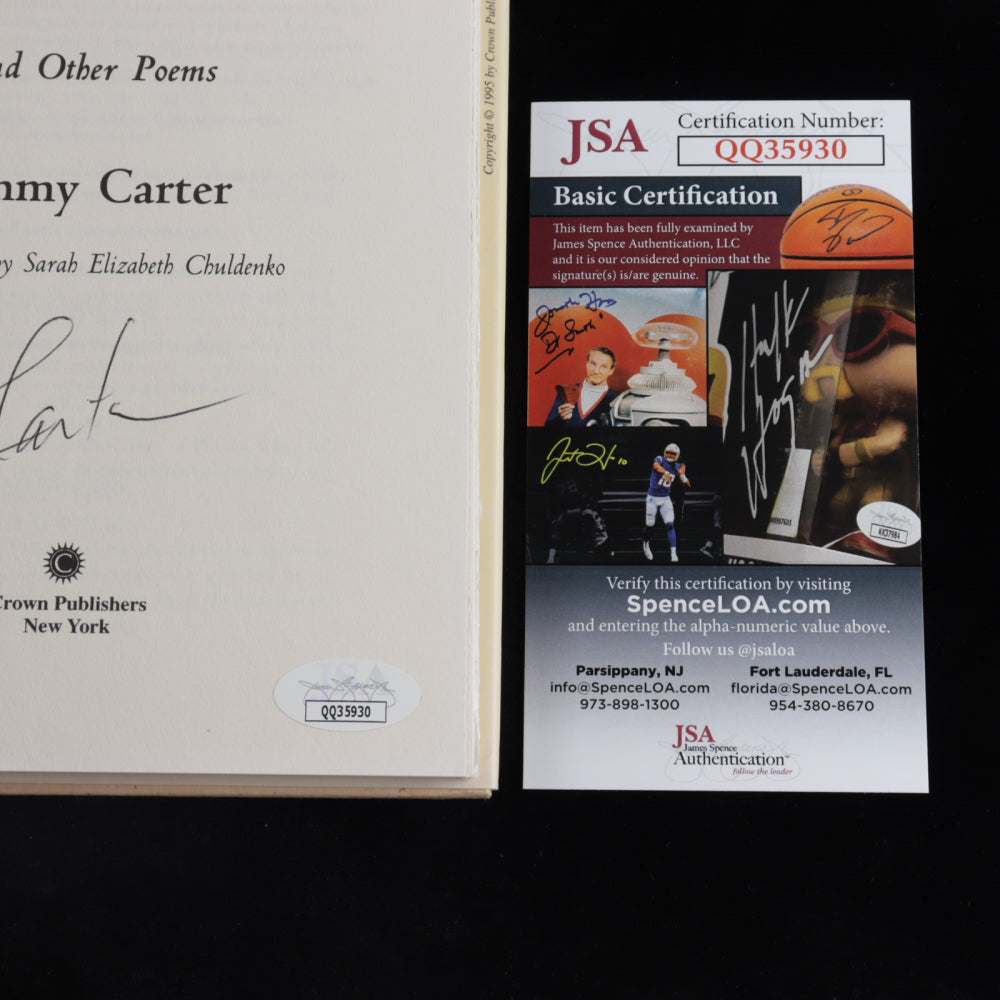 d Other Poems
mmy Carter
y Sarah Elizabeth Chuldenko
Carter
Crown Publishers
New York
Copyright © 1995 by Crown Publ
JSA
QQ35930
JSA
Certification Number:
QQ35930
Basic Certification
This item has been fully examined by
James Spence Authentication, LLC
and it is our considered opinion that the
signature(s) is/are genuine.
KK37984
Verify this certification by visiting
SpenceLOA.com
and entering the alpha-numeric value above.
Follow us @jsaloa
Parsippany, NJ
info@SpenceLOA.com
973-898-1300
Fort Lauderdale, FL
florida@SpenceLOA.com
954-380-8670
JSA
James Spence
Authentication™
follow the leader